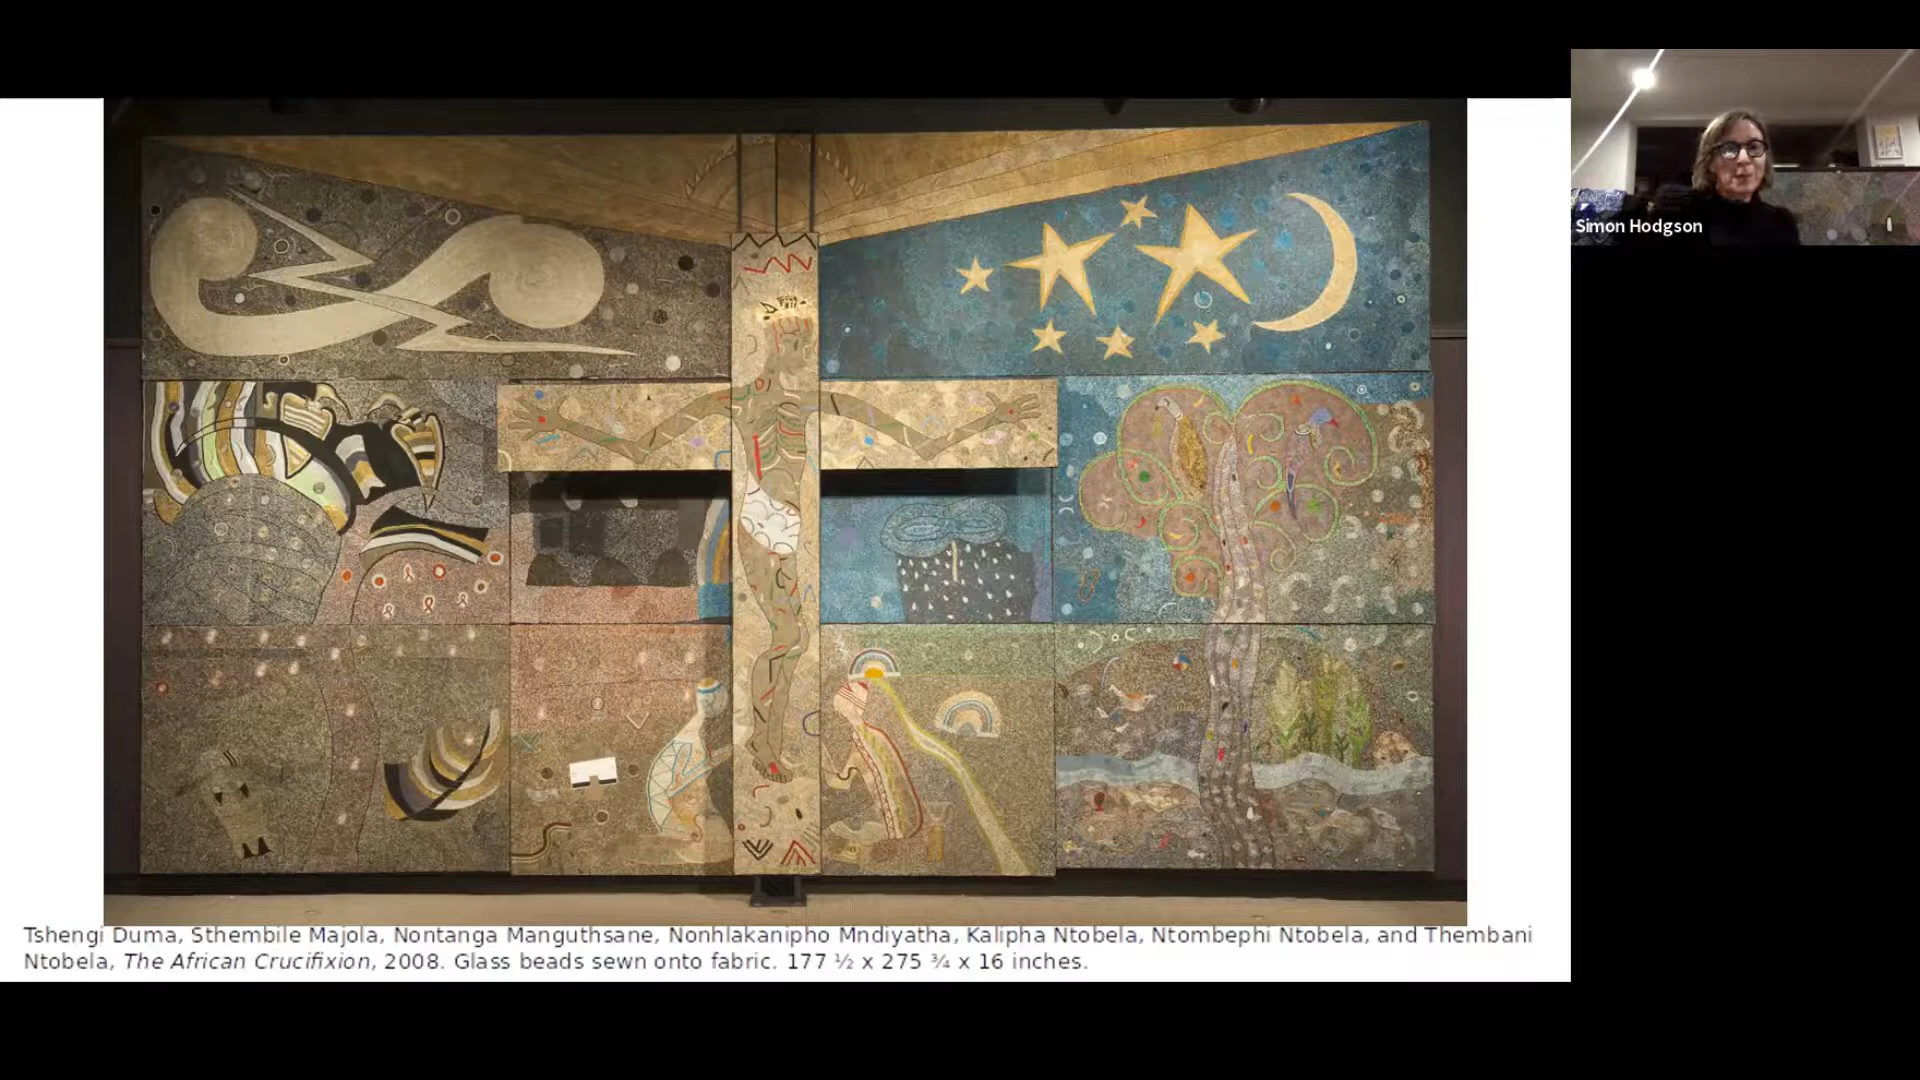 Simon Hodgson
Tshengi Duma, Sthembile Majola, Nontanga Manguthsane, Nonhlakanipho Mndiyatha, Kalipha Ntobela, Ntombephi Ntobela, and Thembani
Ntobela, The African Crucifixion, 2008. Glass beads sewn onto fabric. 177 ½ x 275 ¾ x 16 inches.